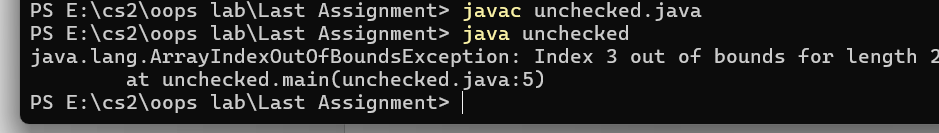 PS E:\cs2\oops lab\Last Assignment> javac unchecked.java
PS E:\cs2\oops lab\Last Assignment> java unchecked
java.lang.ArrayIndexOutOfBoundsException: Index 3 out of bounds for length 2
at unchecked.main(unchecked.java:5)
PS E:\cs2\oops lab\Last Assignment>